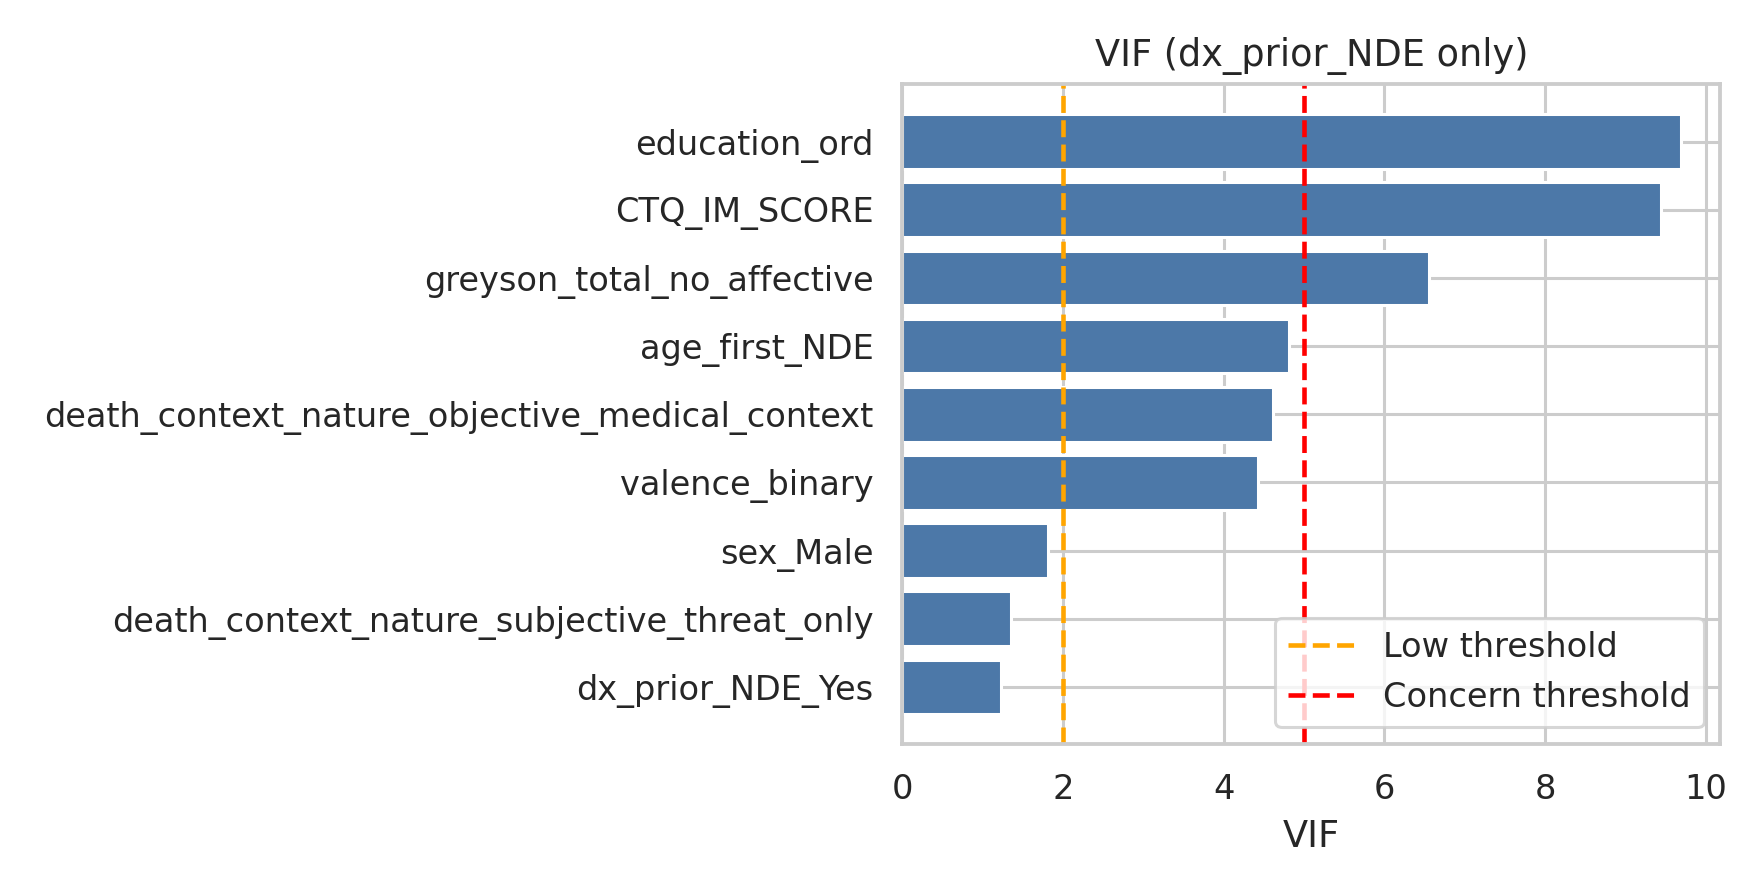 VIF (dx_prior_NDE only)
education_ord
CTQ_IM_SCORE
greyson_total_no_affective
age_first_NDE
death_context_nature_objective_medical_context
valence_binary
sex_Male
death_context_nature_subjective_threat_only
dx_prior_NDE_Yes
Low threshold
Concern threshold
0 2 4 6 8 10
VIF